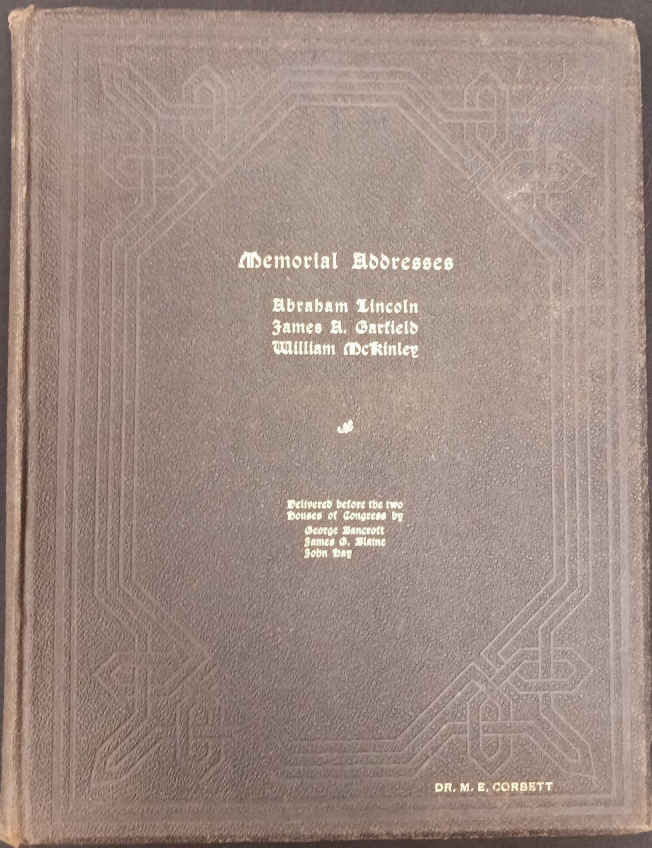 Memorial Addresses
Abraham Lincoln
James A. Garfield
William McKinley
Delivered before the two
Houses of Congress by
George Bancroft
James G. Blaine
John Hay
DR. M. E. CORBETT